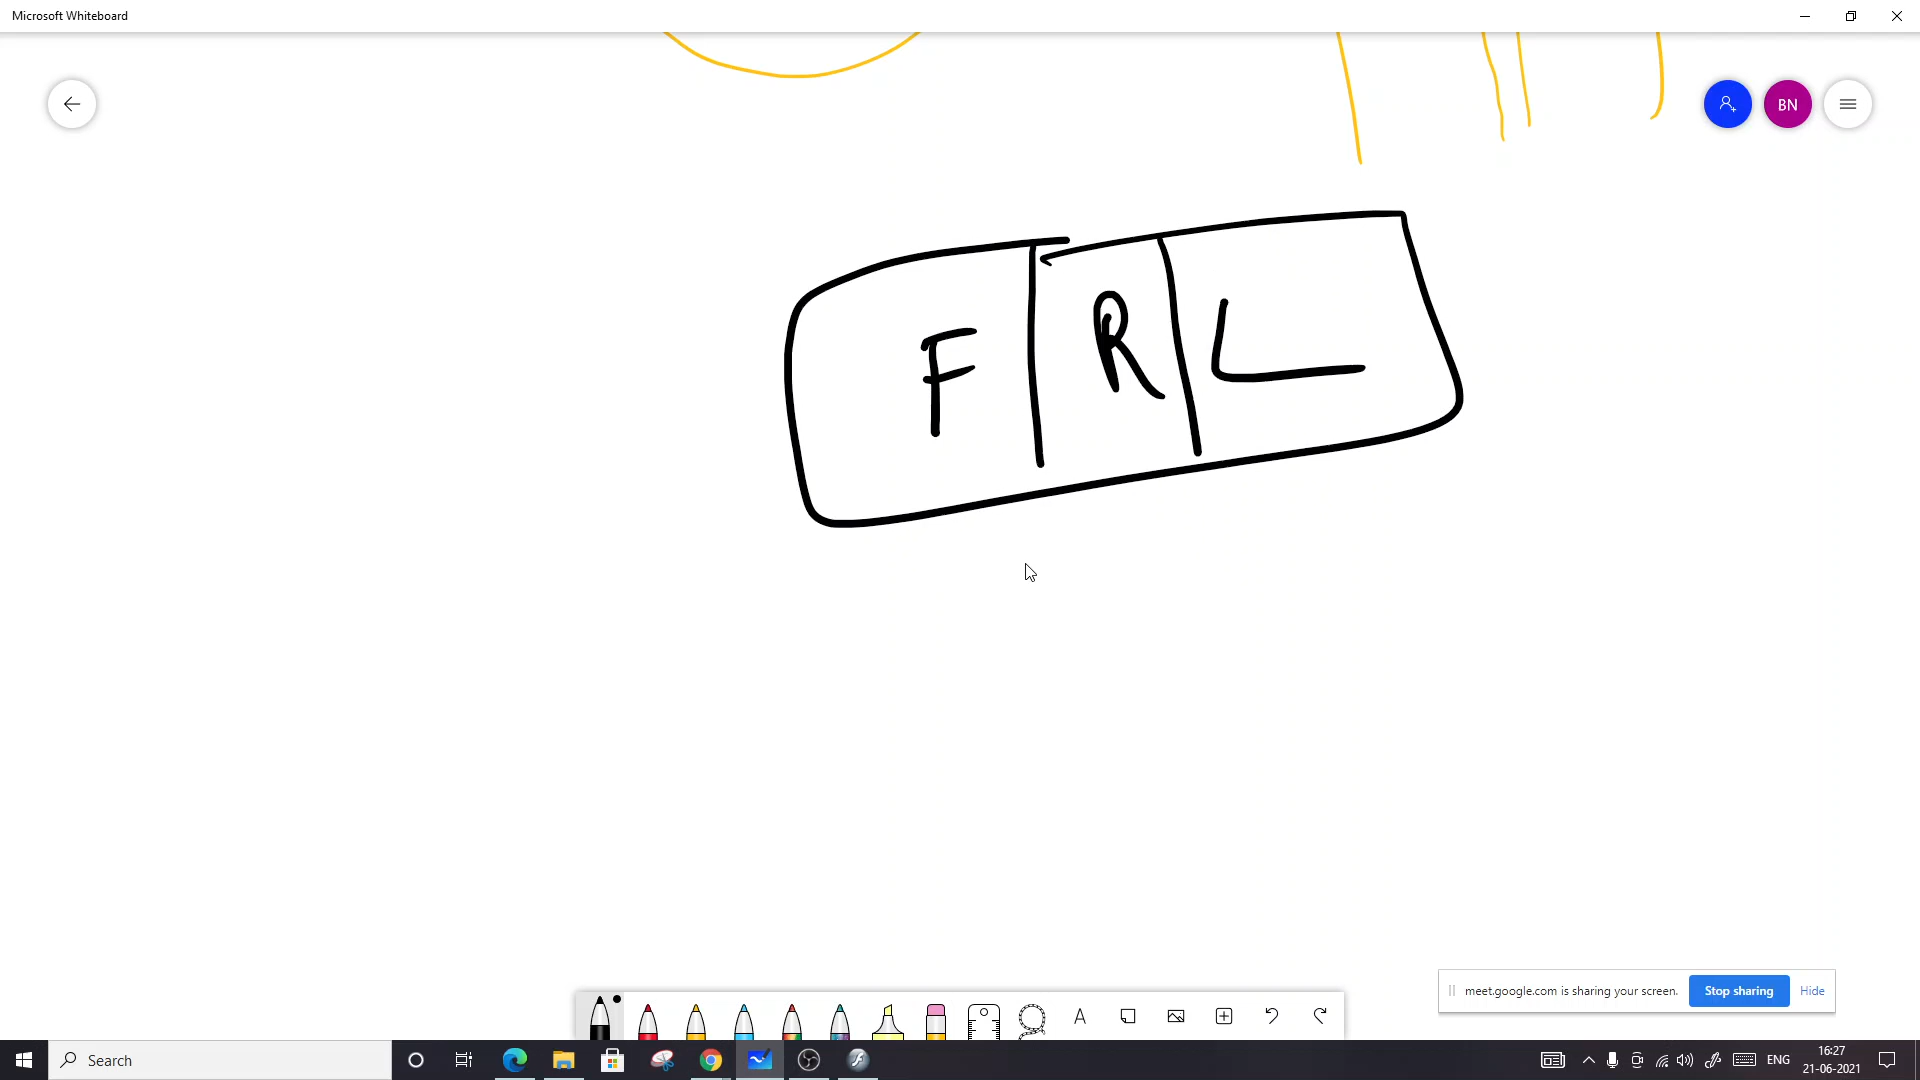 Microsoft Whiteboard
BN
F R L
A
meet.google.com is sharing your screen. Stop sharing Hide
Search
ENG
16:27
21-06-2021